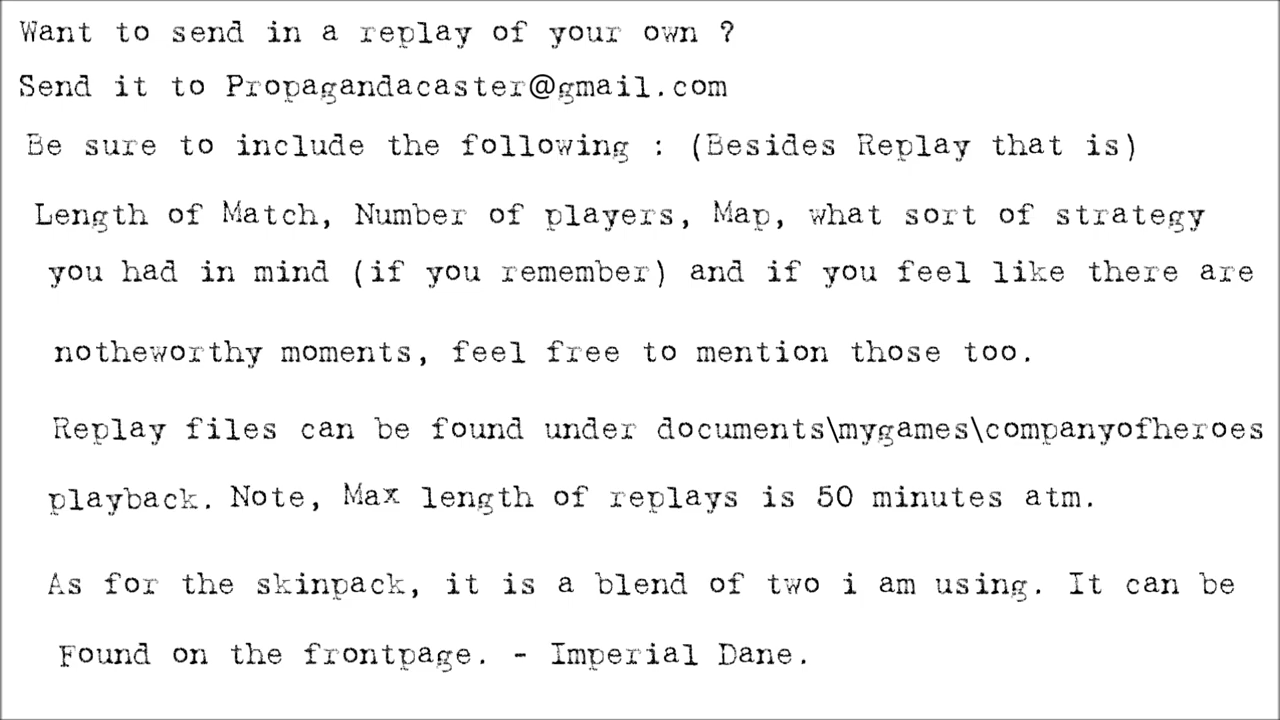 Want to send in a replay of your own ?
Send it to Propagandacaster@gmail.com
Be sure to include the following : (Besides Replay that is)
Length of Match, Number of players, Map, what sort of strategy
you had in mind (if you remember) and if you feel like there are
notheworthy moments, feel free to mention those too.
Replay files can be found under documents\mygames\companyofheroes
playback. Note, Max length of replays is 50 minutes atm.
As for the skinpack, it is a blend of two i am using. It can be
Found on the frontpage. - Imperial Dane.